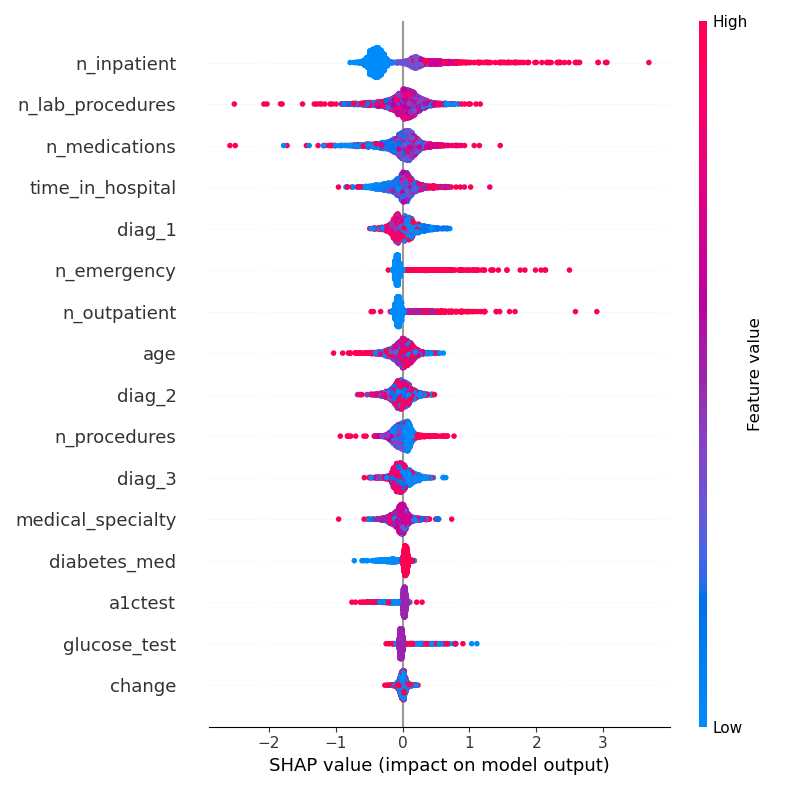 High
n_inpatient
n_lab_procedures
n_medications
time_in_hospital
diag_1
n_emergency
n_outpatient
age
diag_2
n_procedures
diag_3
medical_specialty
diabetes_med
a1ctest
glucose_test
change
Feature value
Low
−2 −1 0 1 2 3
SHAP value (impact on model output)